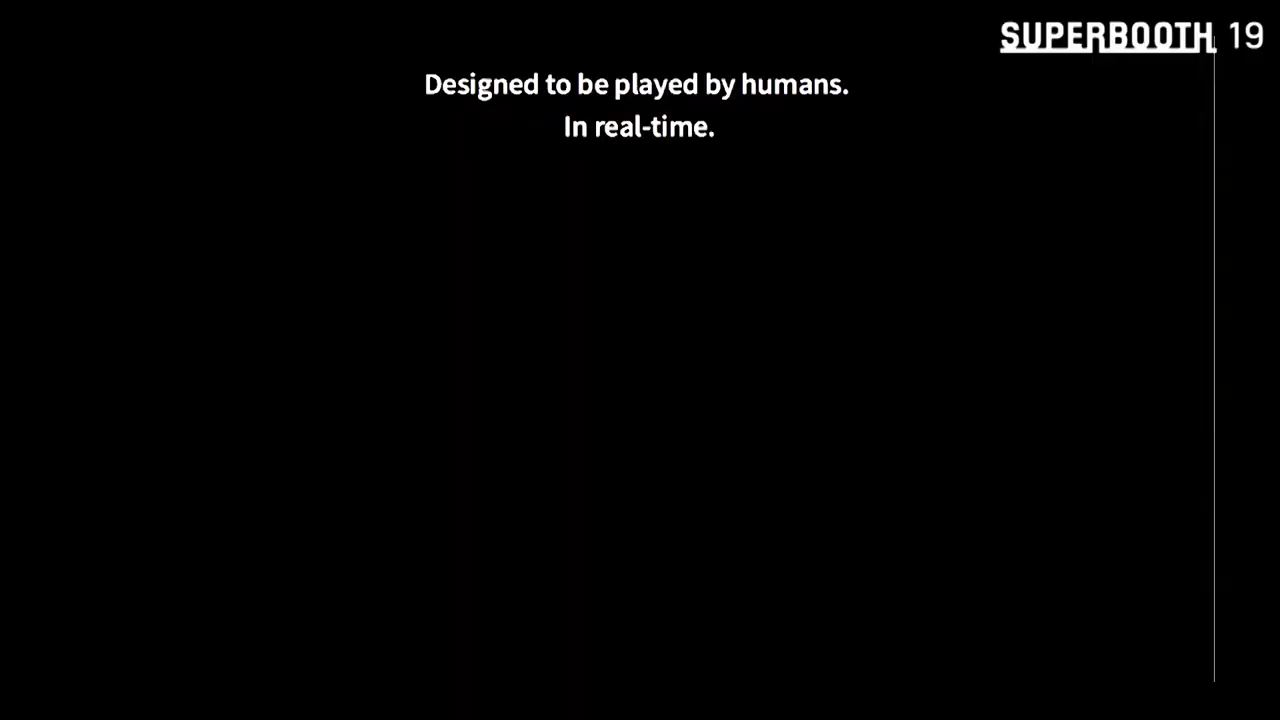 SUPERBOOTH 19
Designed to be played by humans.
In real-time.